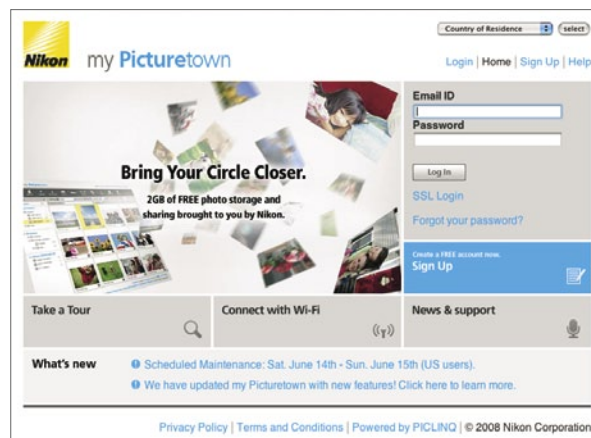 Country of Residence select
Nikon my Picturetown
Login | Home | Sign Up | Help
Email ID
Password
Log In
SSL Login
Forgot your password?
Bring Your Circle Closer.
2GB of FREE photo storage and
sharing brought to you by Nikon.
Create a FREE account now.
Sign Up
Take a Tour
Connect with Wi-Fi
News & support
What's new
Scheduled Maintenance: Sat. June 14th - Sun. June 15th (US users).
We have updated my Picturetown with new features! Click here to learn more.
Privacy Policy | Terms and Conditions | Powered by PICLINQ | © 2008 Nikon Corporation